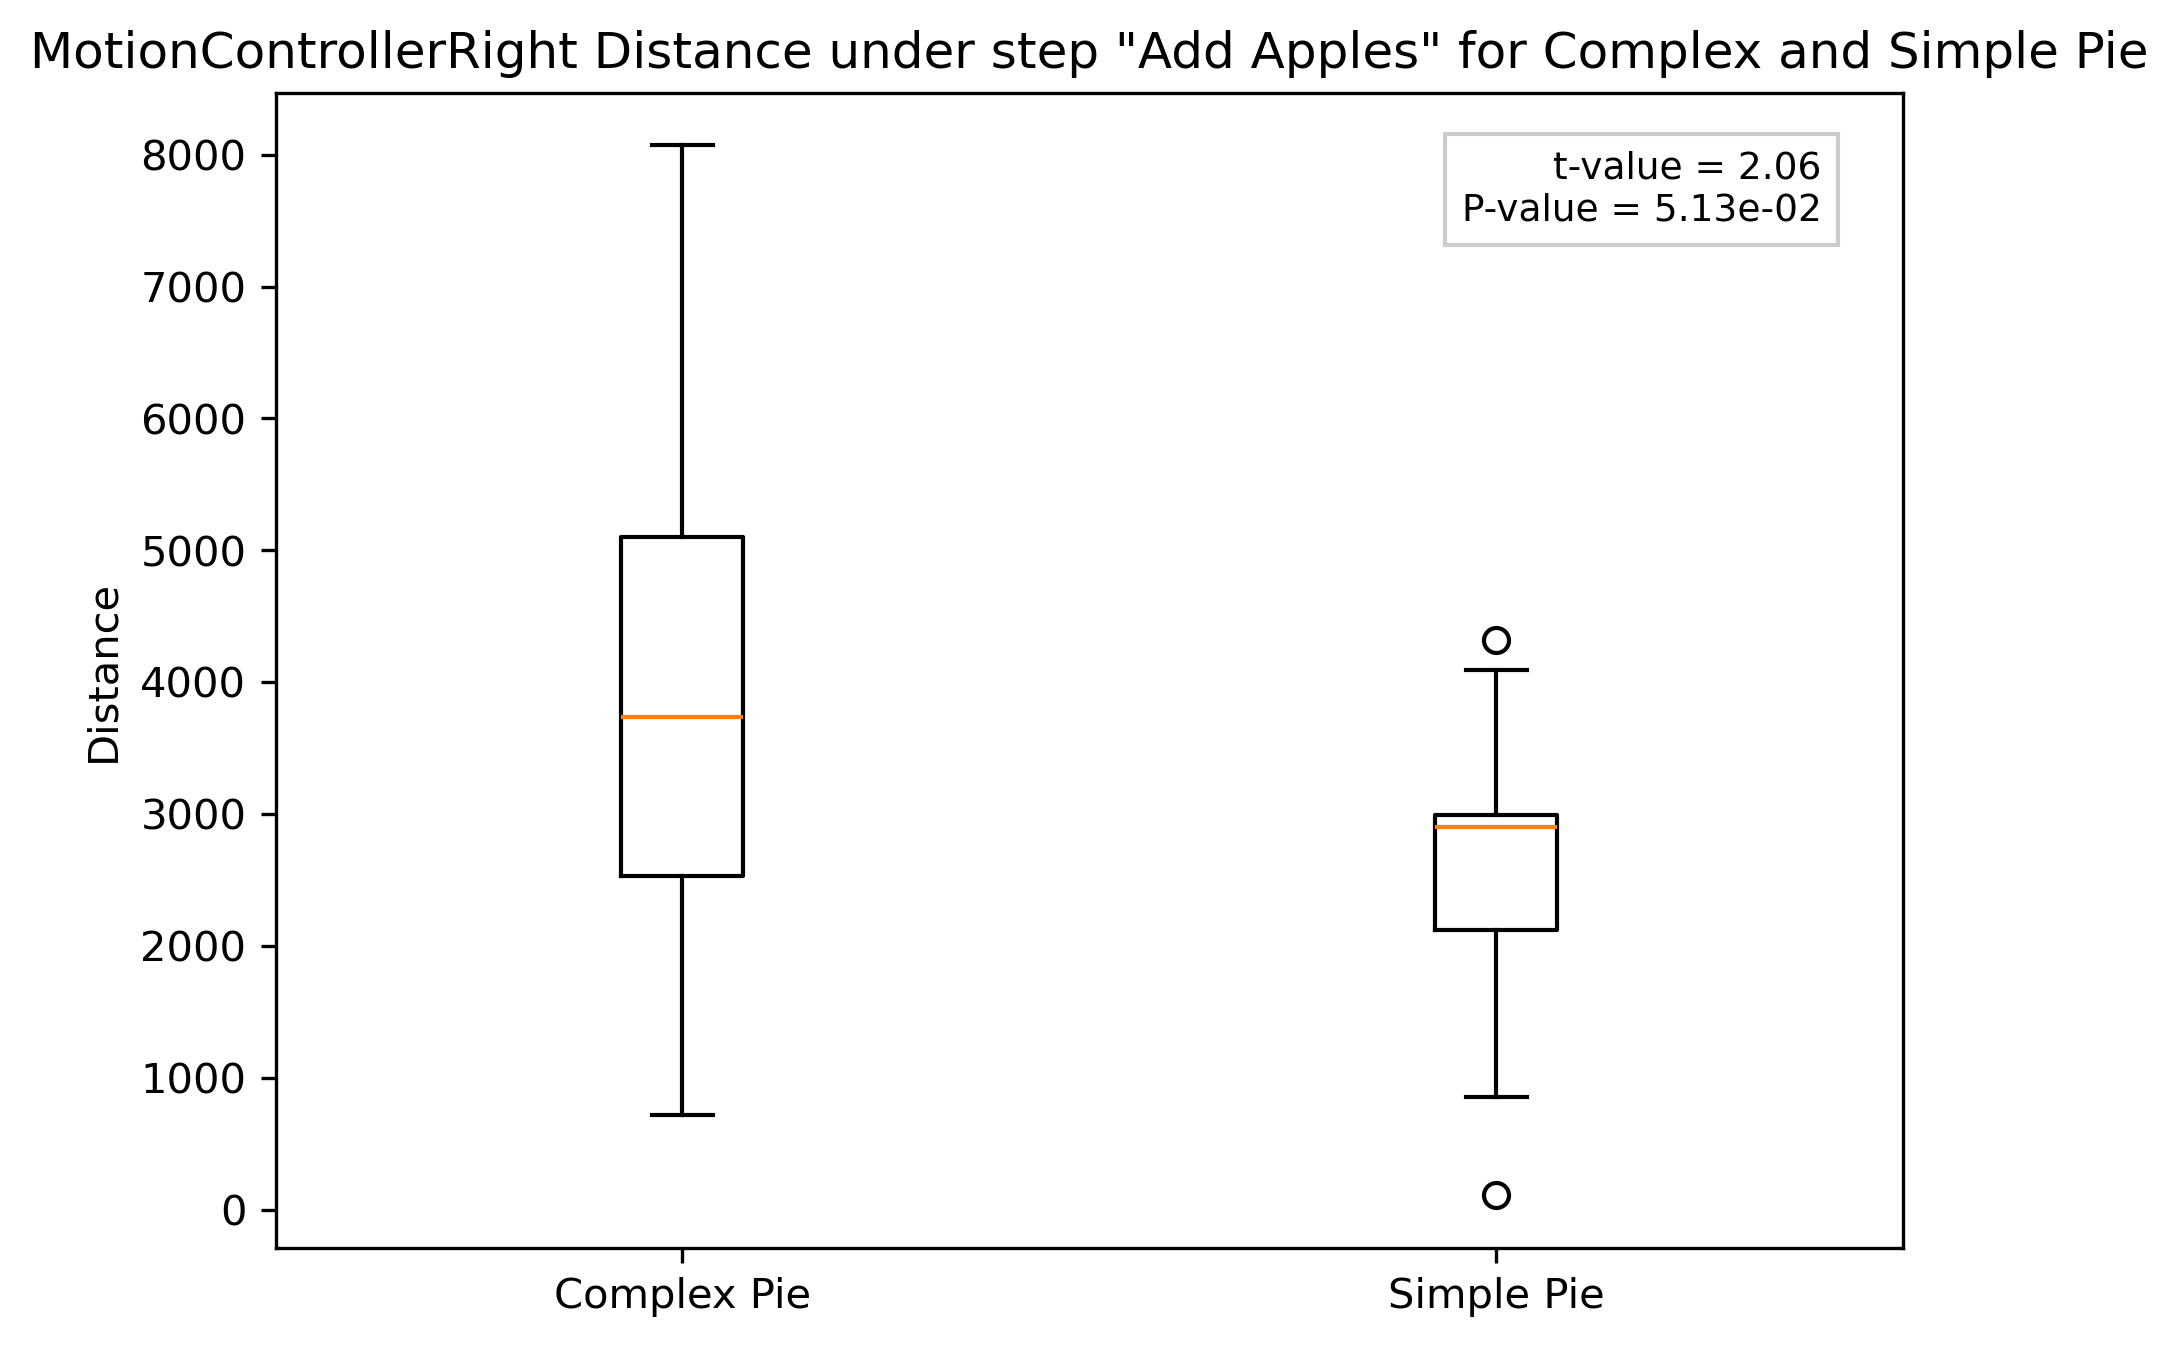 MotionControllerRight Distance under step "Add Apples" for Complex and Simple Pie
t-value = 2.06
P-value = 5.13e-02
8000
7000
6000
5000
4000
3000
2000
1000
0
Distance
Complex Pie
Simple Pie